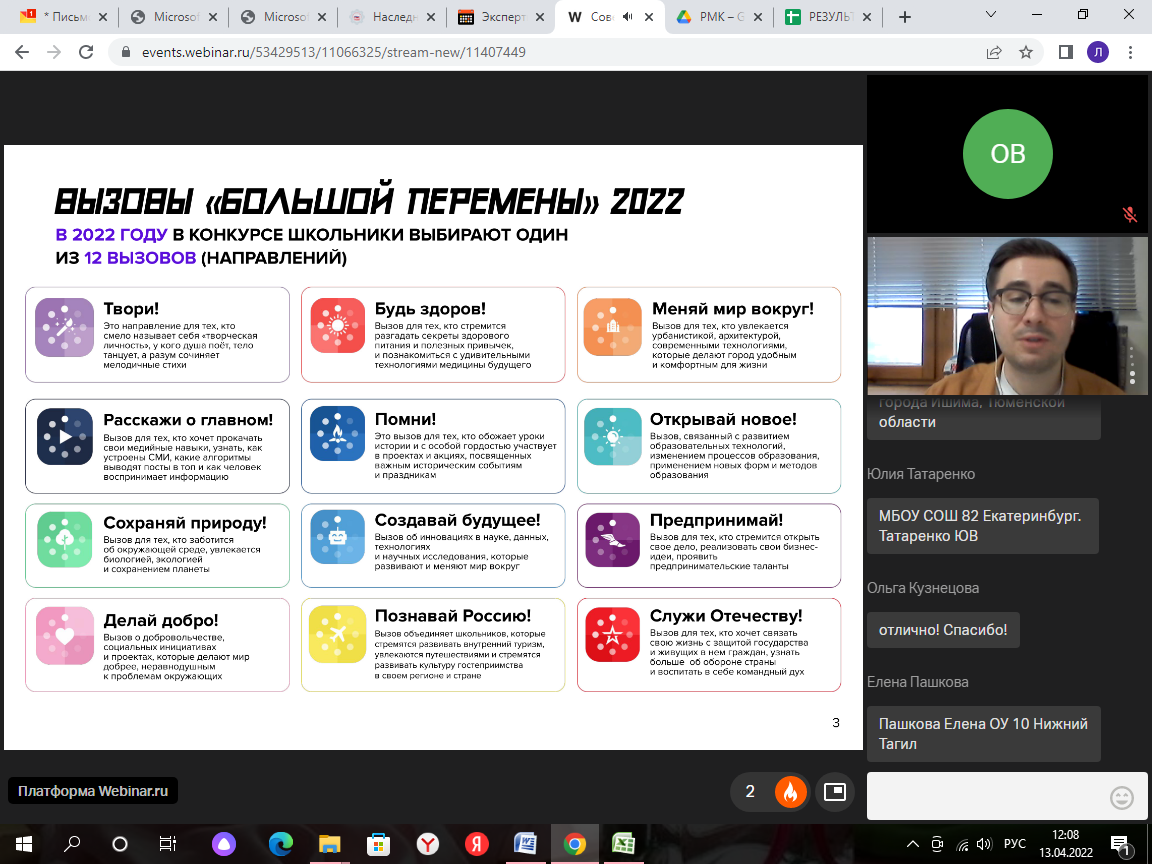 * Письм
Microsof
Microsof
Наслед
Эксперт
W Сов
РМК – G
РЕЗУЛЬТ
events.webinar.ru/53429513/11066325/stream-new/11407449
Л
ВЫЗОВЫ «БОЛЬШОЙ ПЕРЕМЕНЫ» 2022
В 2022 ГОДУ В КОНКУРСЕ ШКОЛЬНИКИ ВЫБИРАЮТ ОДИН
ИЗ 12 ВЫЗОВОВ (НАПРАВЛЕНИЙ)
Твори!
Это направление для тех, кто
смело называет себя «творческая
личность», у кого душа поёт, тело
танцует, а разум сочиняет
мелодичные стихи
Будь здоров!
Вызов для тех, кто стремится
разгадать секреты здорового
питания и полезных привычек,
и познакомиться с удивительными
технологиями медицины будущего
Меняй мир вокруг!
Вызов для тех, кто увлекается
урбанистикой, архитектурой,
современными технологиями,
которые делают город удобным
и комфортным для жизни
Расскажи о главном!
Вызов для тех, кто хочет прокачать
свои медийные навыки, узнать, как
устроены СМИ, какие алгоритмы
выводят посты в топ и как человек
воспринимает информацию
Помни!
Это вызов для тех, кто обожает уроки
истории и с особой гордостью участвует
в проектах и акциях, посвященных
важным историческим событиям
и праздникам
Открывай новое!
Вызов, связанный с развитием
образовательных технологий,
изменением процессов образования,
применением новых форм и методов
образования
Сохраняй природу!
Вызов для тех, кто заботится
об окружающей среде, увлекается
биологией, экологией
и сохранением планеты
Создавай будущее!
Вызов об инновациях в науке, данных,
технологиях
и научных исследования, которые
развивают и меняют мир вокруг
Предпринимай!
Вызов для тех, кто стремится открыть
свое дело, реализовать свои бизнес-
идеи, проявить
предпринимательские таланты
Делай добро!
Вызов о добровольчестве,
социальных инициативах
и проектах, которые делают мир
добрее, неравнодушным
к проблемам окружающих
Познавай Россию!
Вызов объединяет школьников, которые
стремятся развивать внутренний туризм,
увлекаются путешествиями и стремятся
развивать культуру гостеприимства
в своем регионе и стране
Служи Отечеству!
Вызов для тех, кто хочет связать
свою жизнь с защитой государства
и живущих в нем граждан, узнать
больше об обороне страны
и воспитать в себе командный дух
3
ОВ
города Ишима, Тюменской
области
Юлия Татаренко
МБОУ СОШ 82 Екатеринбург.
Татаренко ЮВ
Ольга Кузнецова
отлично! Спасибо!
Елена Пашкова
Пашкова Елена ОУ 10 Нижний
Тагил
Платформа Webinar.ru
2
РУС
12:08
13.04.2022
1